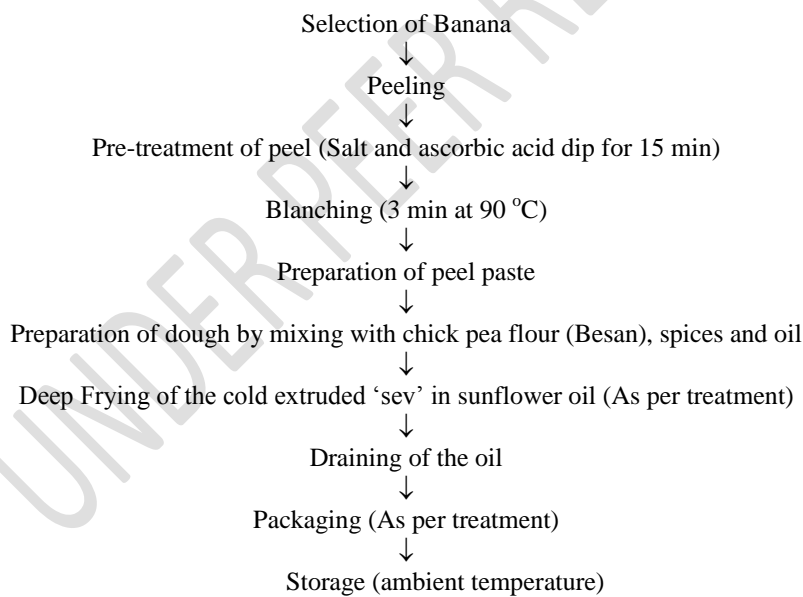 Selection of Banana
↓
Peeling
↓
Pre-treatment of peel (Salt and ascorbic acid dip for 15 min)
↓
Blanching (3 min at 90 °C)
↓
Preparation of peel paste
↓
Preparation of dough by mixing with chick pea flour (Besan), spices and oil
↓
Deep Frying of the cold extruded ‘sev’ in sunflower oil (As per treatment)
↓
Draining of the oil
↓
Packaging (As per treatment)
↓
Storage (ambient temperature)
UNDER PEER RE